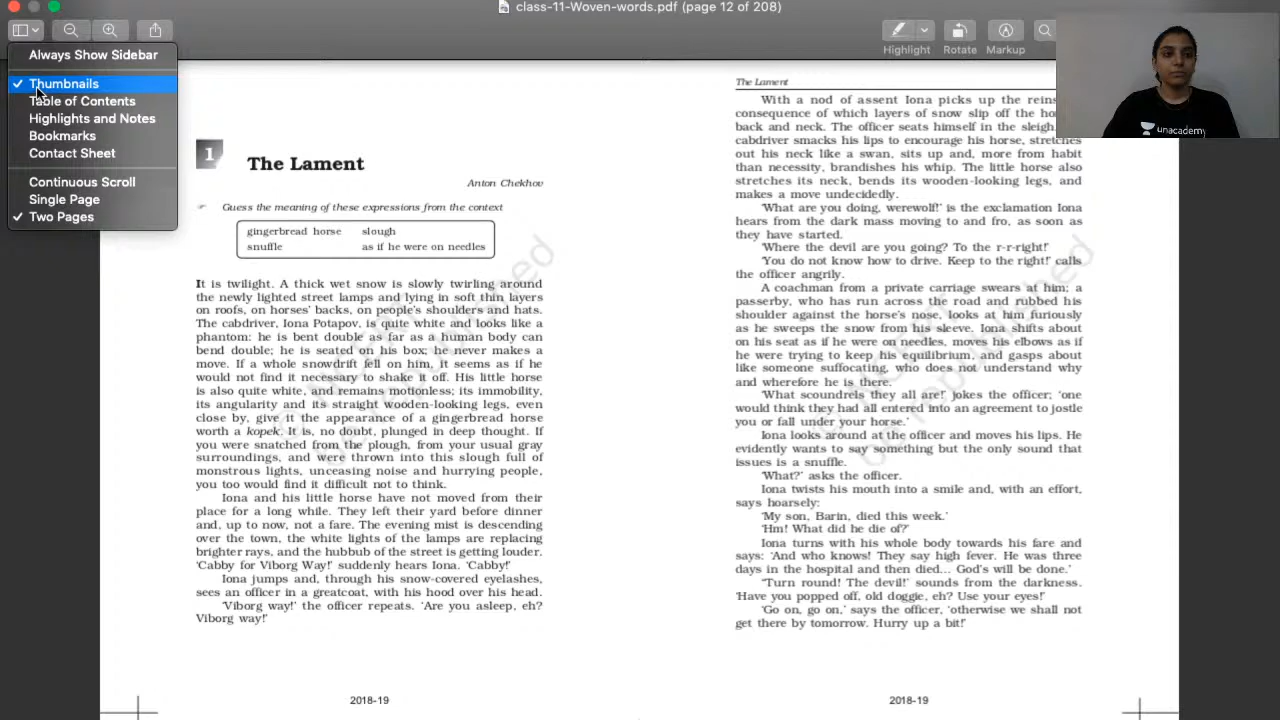 class-11-Woven-words.pdf (page 12 of 208)
Highlight
Rotate
Markup
Always Show Sidebar
Thumbnails
Table of Contents
Highlights and Notes
Bookmarks
Contact Sheet
Continuous Scroll
Single Page
Two Pages
unacademy
1
The Lament
Anton Chekhov
Guess the meaning of these expressions from the context
gingerbread horse slough
snuffle as if he were on needles
It is twilight. A thick wet snow is slowly twirling around
the newly lighted street lamps and lying in soft thin layers
on roofs, on horses' backs, on people's shoulders and hats.
The cabdriver, Iona Potapov, is quite white and looks like a
phantom: he is bent double as far as a human body can
bend double; he is seated on his box; he never makes a
move. If a whole snowdrift fell on him, it seems as if he
would not find it necessary to shake it off. His little horse
is also quite white, and remains motionless; its immobility,
its angularity and its straight wooden-looking legs, even
close by, give it the appearance of a gingerbread horse
worth a kopek. It is, no doubt, plunged in deep thought. If
you were snatched from the plough, from your usual gray
surroundings, and were thrown into this slough full of
monstrous lights, unceasing noise and hurrying people,
you too would find it difficult not to think.
Iona and his little horse have not moved from their
place for a long while. They left their yard before dinner
and, up to now, not a fare. The evening mist is descending
over the town, the white lights of the lamps are replacing
brighter rays, and the hubbub of the street is getting louder.
'Cabby for Viborg Way!' suddenly hears Iona. 'Cabby!'
Iona jumps and, through his snow-covered eyelashes,
sees an officer in a greatcoat, with his hood over his head.
'Viborg way!' the officer repeats. 'Are you asleep, eh?
Viborg way!'
2018-19
The Lament
With a nod of assent Iona picks up the reins
consequence of which layers of snow slip off the
back and neck. The officer seats himself in the sleigh
cabdriver smacks his lips to encourage his horse, stretches
out his neck like a swan, sits up and, more from habit
than necessity, brandishes his whip. The little horse also
stretches its neck, bends its wooden-looking legs, and
makes a move undecidedly.
'What are you doing, werewolf!' is the exclamation Iona
hears from the dark mass moving to and fro, as soon as
they have started.
'Where the devil are you going? To the r-r-right!'
'You do not know how to drive. Keep to the right!' calls
the officer angrily.
A coachman from a private carriage swears at him; a
passerby, who has run across the road and rubbed his
shoulder against the horse's nose, looks at him furiously
as he sweeps the snow from his sleeve. Iona shifts about
on his seat as if he were on needles, moves his elbows as if
he were trying to keep his equilibrium, and gasps about
like someone suffocating, who does not understand why
and wherefore he is there.
'What scoundrels they all are!' jokes the officer; 'one
would think they had all entered into an agreement to jostle
you or fall under your horse.'
Iona looks around at the officer and moves his lips. He
evidently wants to say something but the only sound that
issues is a snuffle.
'What?' asks the officer.
Iona twists his mouth into a smile and, with an effort,
says hoarsely:
'My son, Barin, died this week.'
'Hm! What did he die of?'
Iona turns with his whole body towards his fare and
says: 'And who knows! They say high fever. He was three
days in the hospital and then died... God's will be done.'
'Turn round! The devil!' sounds from the darkness.
'Have you popped off, old doggie, eh? Use your eyes!'
'Go on, go on,' says the officer, 'otherwise we shall not
get there by tomorrow. Hurry up a bit!'
2018-19